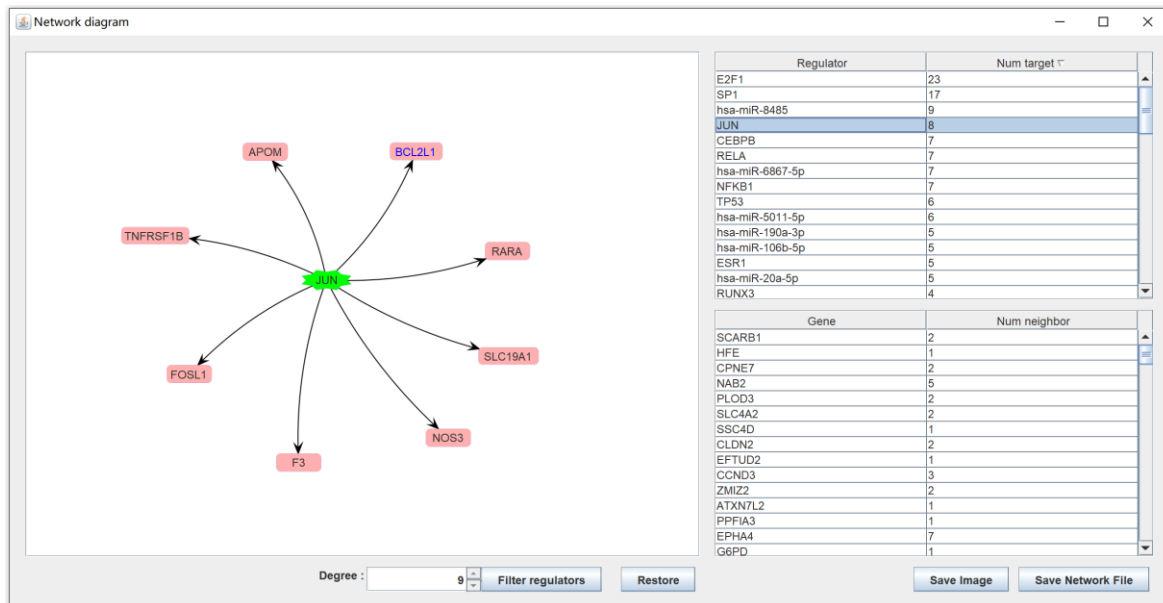 Network diagram
APOM
BCL2L1
TNFRSF1B
RARA
JUN
SLC19A1
FOSL1
NOS3
F3
Degree :
9
Filter regulators
Restore
Regulator Num target
E2F1 23
SP1 17
hsa-miR-8485 9
JUN 8
CEBPB 7
RELA 7
hsa-miR-6867-5p 7
NFKB1 7
TP53 6
hsa-miR-5011-5p 6
hsa-miR-190a-3p 5
hsa-miR-106b-5p 5
ESR1 5
hsa-miR-20a-5p 5
RUNX3 4
Gene Num neighbor
SCARB1 2
HFE 1
CPNE7 2
NAB2 5
PLOD3 2
SLC4A2 2
SSC4D 1
CLDN2 2
EFTUD2 1
CCND3 3
ZMIZ2 2
ATXN7L2 1
PPFIA3 1
EPHA4 7
G6PD 1
Save Image
Save Network File